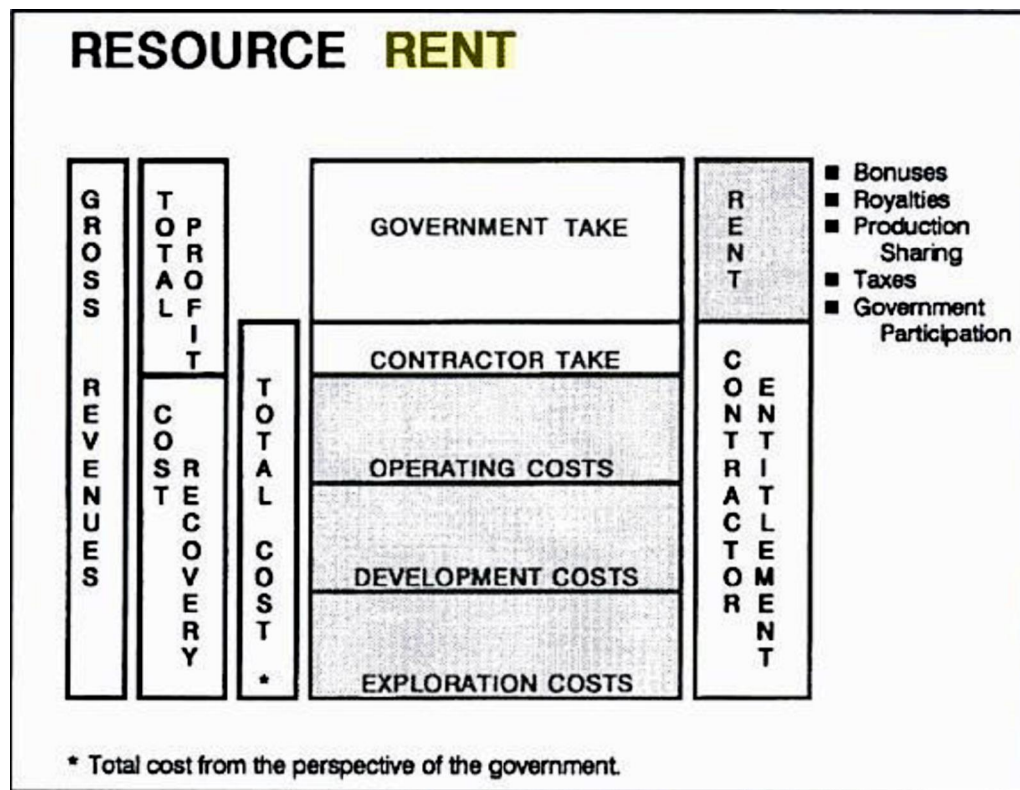 RESOURCE RENT
GROSS REVENUES
TOTAL PROFIT
COST RECOVERY
TOTAL COST *
GOVERNMENT TAKE
CONTRACTOR TAKE
OPERATING COSTS
DEVELOPMENT COSTS
EXPLORATION COSTS
RENT
CONTRACTOR ENTITLEMENT
■ Bonuses
■ Royalties
■ Production
Sharing
■ Taxes
■ Government
Participation
* Total cost from the perspective of the government.